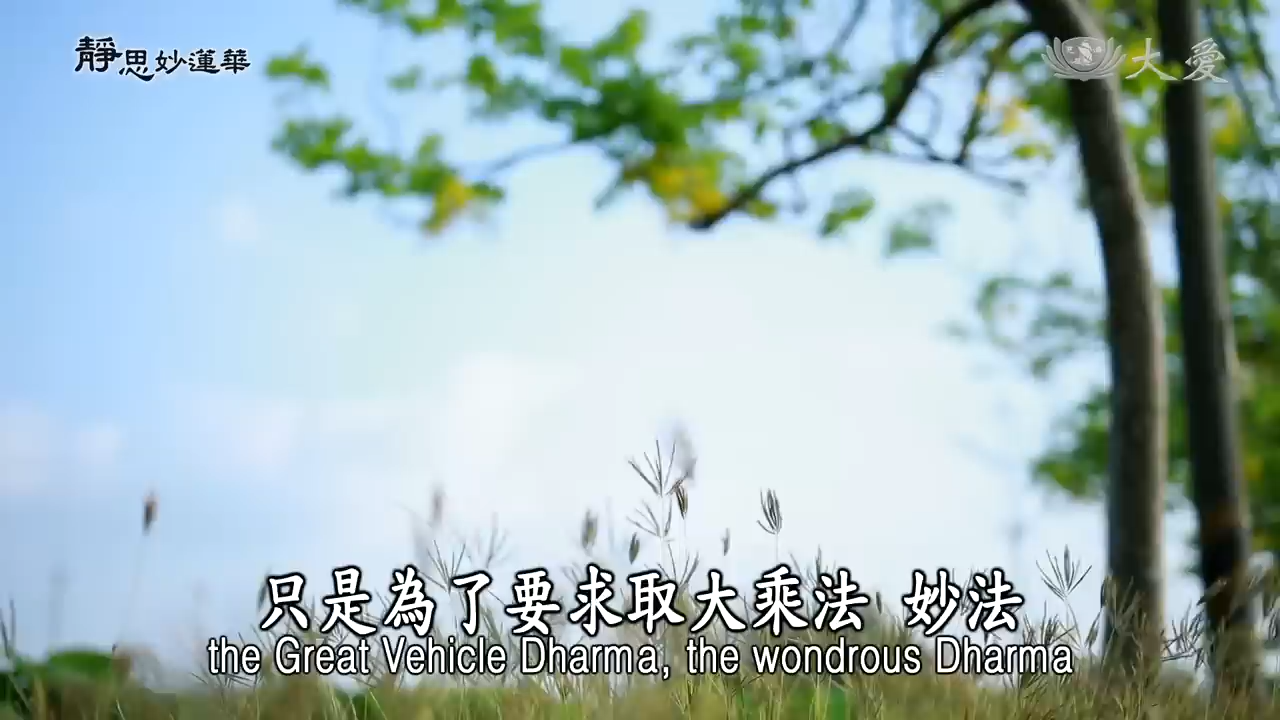 靜思妙蓮華
大愛
只是為了要求取大乘法 妙法
the Great Vehicle Dharma, the wondrous Dharma